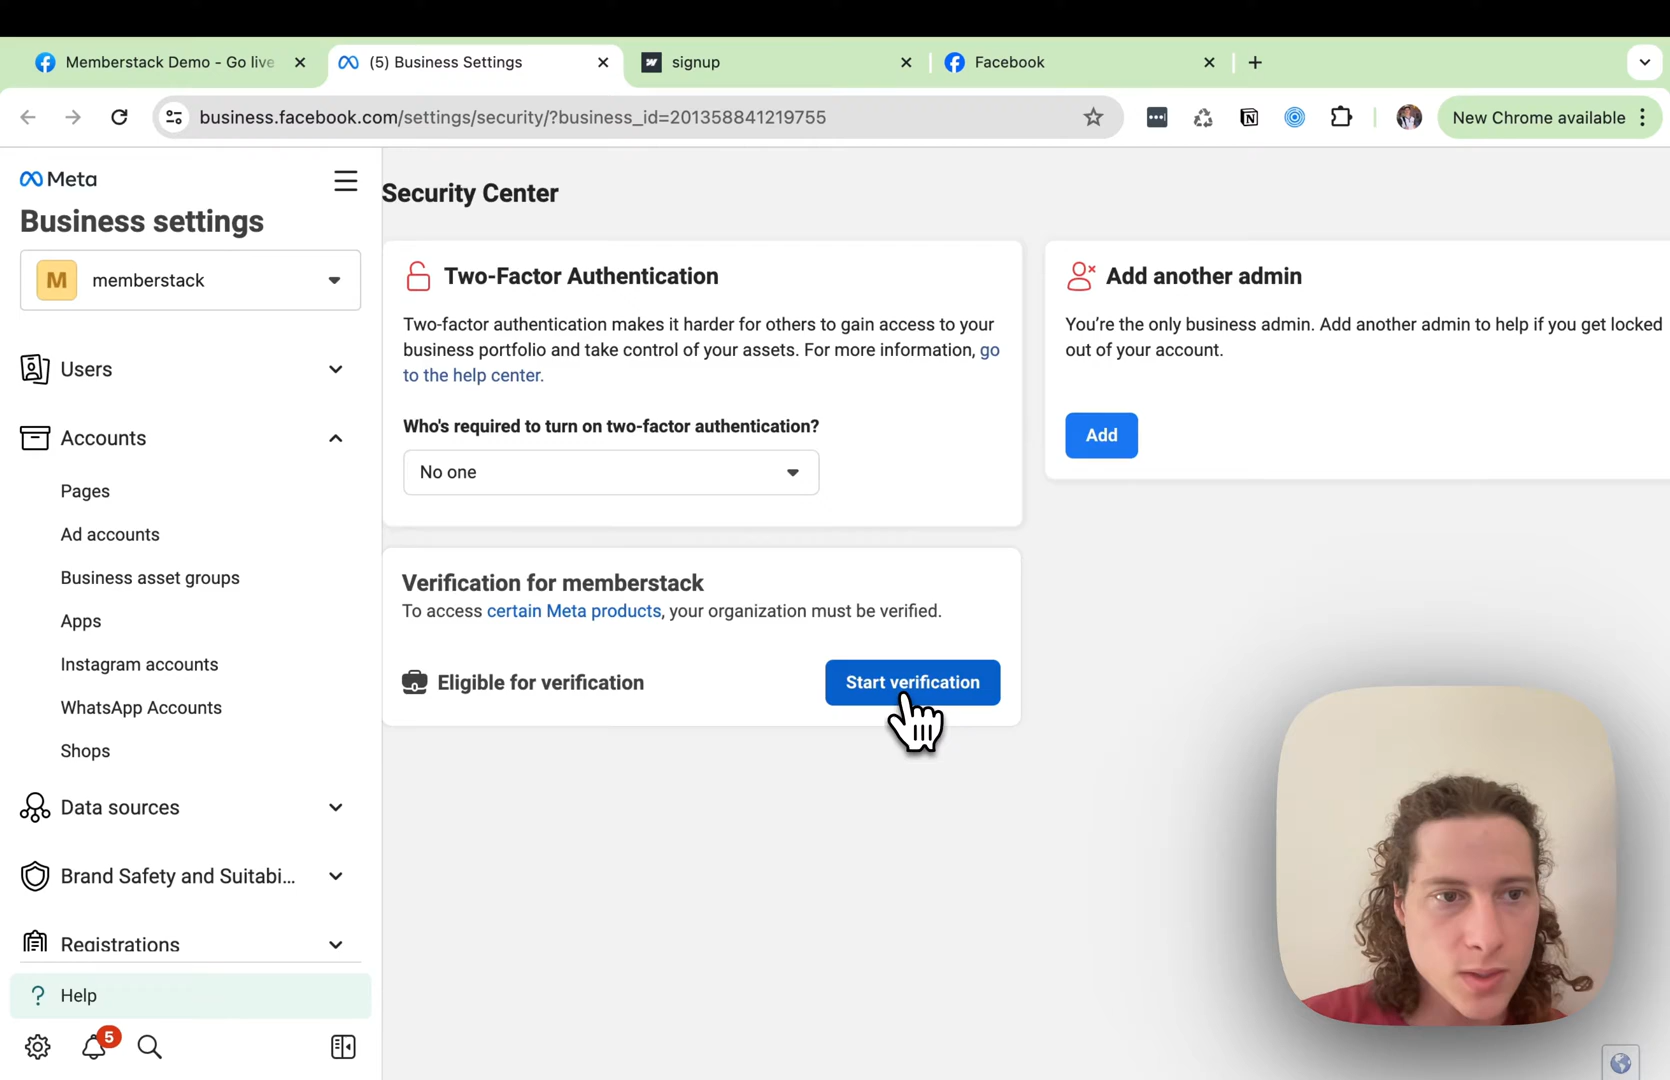 Memberstack Demo - Go live
(5) Business Settings
signup
Facebook
business.facebook.com/settings/security/?business_id=201358841219755
New Chrome available
Meta
Business settings
M
memberstack
Users
Accounts
Pages
Ad accounts
Business asset groups
Apps
Instagram accounts
WhatsApp Accounts
Shops
Data sources
Brand Safety and Suitabi...
Registrations
? Help
5
Security Center
Two-Factor Authentication
Two-factor authentication makes it harder for others to gain access to your
business portfolio and take control of your assets. For more information, go
to the help center.
Who's required to turn on two-factor authentication?
No one
Add another admin
You're the only business admin. Add another admin to help if you get locked
out of your account.
Add
Verification for memberstack
To access certain Meta products, your organization must be verified.
Eligible for verification
Start verification